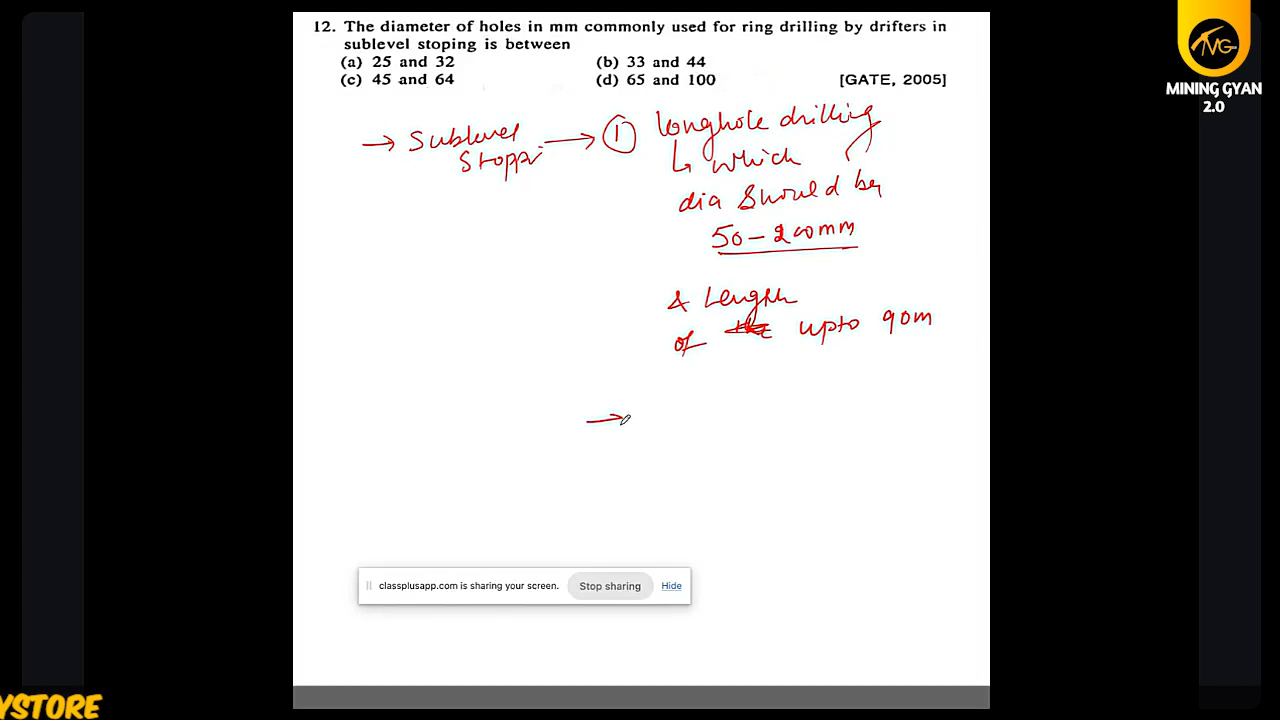 12. The diameter of holes in mm commonly used for ring drilling by drifters in
sublevel stoping is between
(a) 25 and 32 (b) 33 and 44
(c) 45 and 64 (d) 65 and 100 [GATE, 2005]
TMG
MINING GYAN
2.0
→ Sublevel → ① longhole drilling
Stopp
↳ which
dia Should be
50 - 200mm
& Length
of upto 90m
→
classplusapp.com is sharing your screen. Stop sharing Hide
YSTORE